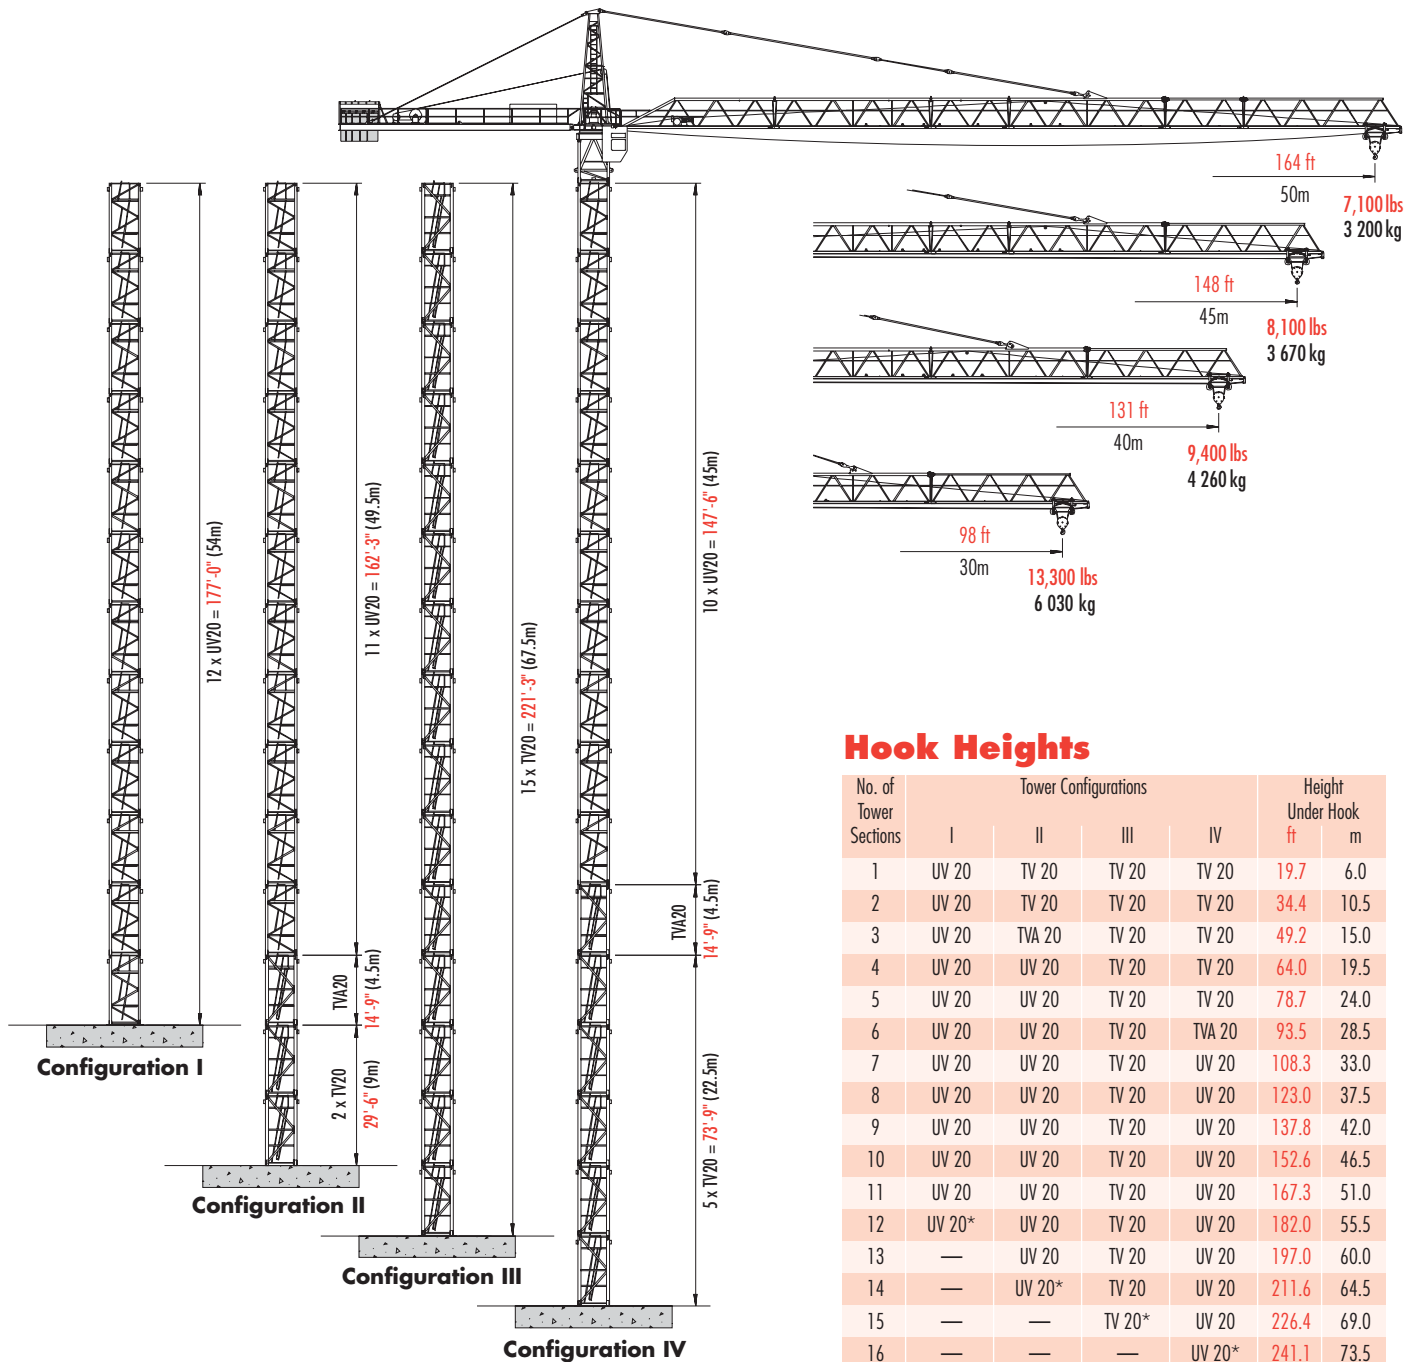 164 ft
50m
7,100 lbs
3 200 kg
148 ft
45m
8,100 lbs
3 670 kg
131 ft
40m
9,400 lbs
4 260 kg
98 ft
30m
13,300 lbs
6 030 kg
12 x UV20 = 177'-0" (54m)
11 x UV20 = 162'-3" (49.5m)
TVA20
14'-9" (4.5m)
2 x TV20
29'-6" (9m)
15 x TV20 = 221'-3" (67.5m)
10 x UV20 = 147'-6" (45m)
TVA20
14'-9" (4.5m)
5 x TV20 = 73'-9" (22.5m)
Configuration I
Configuration II
Configuration III
Configuration IV
Hook Heights
No. of Tower Configurations Height
Tower Under Hook
Sections I II III IV ft m
1 UV 20 TV 20 TV 20 TV 20 19.7 6.0
2 UV 20 TV 20 TV 20 TV 20 34.4 10.5
3 UV 20 TVA 20 TV 20 TV 20 49.2 15.0
4 UV 20 UV 20 TV 20 TV 20 64.0 19.5
5 UV 20 UV 20 TV 20 TV 20 78.7 24.0
6 UV 20 UV 20 TV 20 TVA 20 93.5 28.5
7 UV 20 UV 20 TV 20 UV 20 108.3 33.0
8 UV 20 UV 20 TV 20 UV 20 123.0 37.5
9 UV 20 UV 20 TV 20 UV 20 137.8 42.0
10 UV 20 UV 20 TV 20 UV 20 152.6 46.5
11 UV 20 UV 20 TV 20 UV 20 167.3 51.0
12 UV 20* UV 20 TV 20 UV 20 182.0 55.5
13 — UV 20 TV 20 UV 20 197.0 60.0
14 — UV 20* TV 20 UV 20 211.6 64.5
15 — — TV 20* UV 20 226.4 69.0
16 — — — UV 20* 241.1 73.5